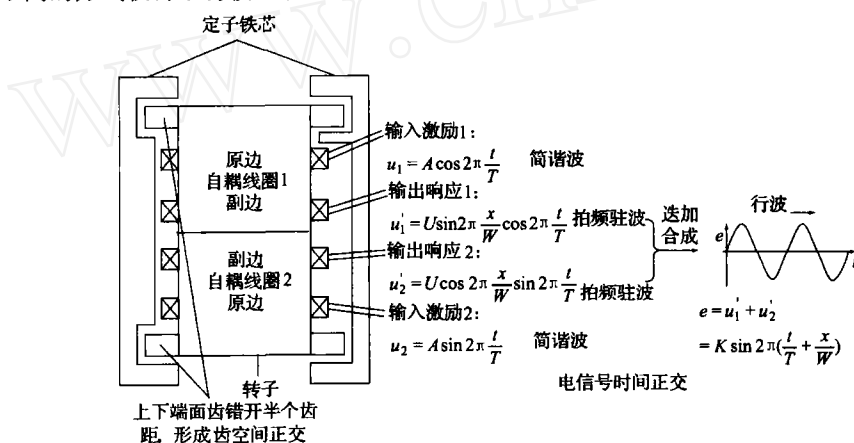 定子铁芯
原边
自耦线圈1
副边
副边
自耦线圈2
原边
转子
上下端面齿错开半个齿
距，形成齿空间正交
输入激励1：
u₁ = A cos 2π t/T 简谐波
输出响应1：
u₁' = U sin2π x/W cos2π t/T 拍频驻波
输出响应2：
u₂' = U cos 2π x/W sin 2π t/T 拍频驻波
输入激励2：
u₂ = A sin 2π t/T 简谐波
电信号时间正交
迭加
合成
行波
e
e = u₁' + u₂'
= K sin 2π(t/T + x/W)